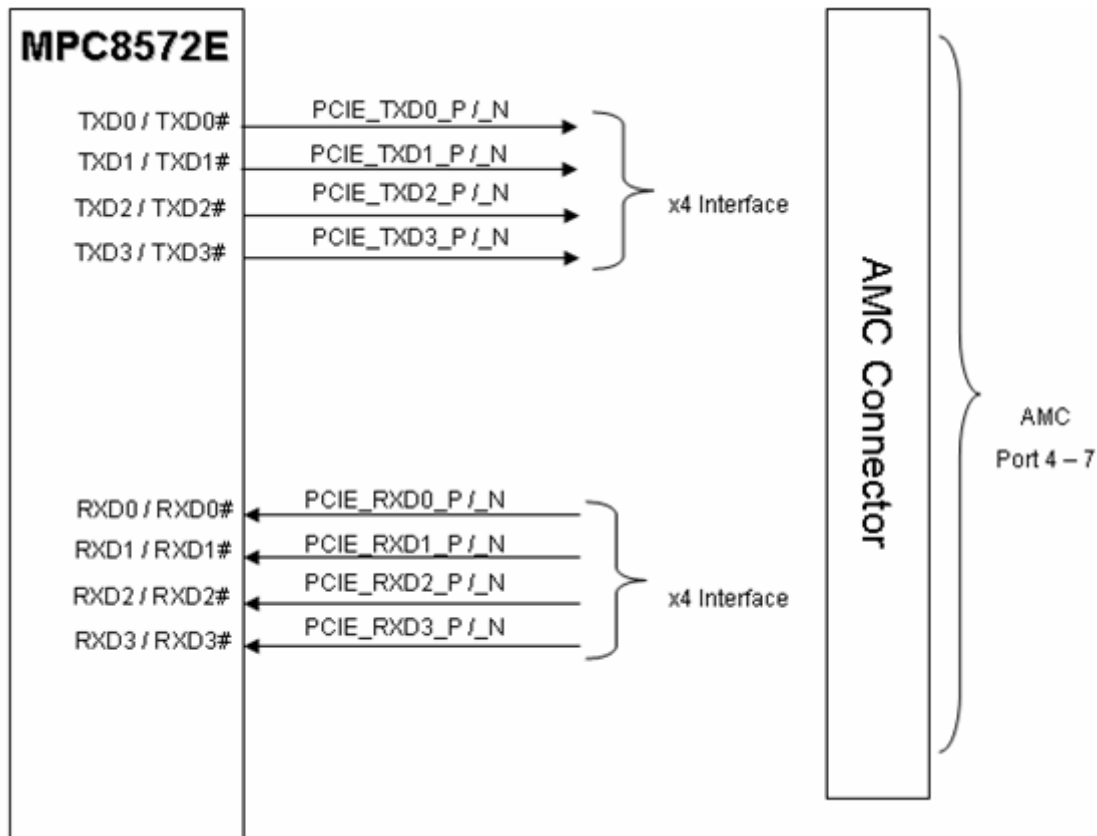 MPC8572E
TXD0 / TXD0#
PCIE_TXD0_P /_N
TXD1 / TXD1#
PCIE_TXD1_P /_N
TXD2 / TXD2#
PCIE_TXD2_P /_N
TXD3 / TXD3#
PCIE_TXD3_P /_N
x4 Interface
RXD0 / RXD0#
PCIE_RXD0_P /_N
RXD1 / RXD1#
PCIE_RXD1_P /_N
RXD2 / RXD2#
PCIE_RXD2_P /_N
RXD3 / RXD3#
PCIE_RXD3_P /_N
x4 Interface
AMC Connector
AMC
Port 4 – 7